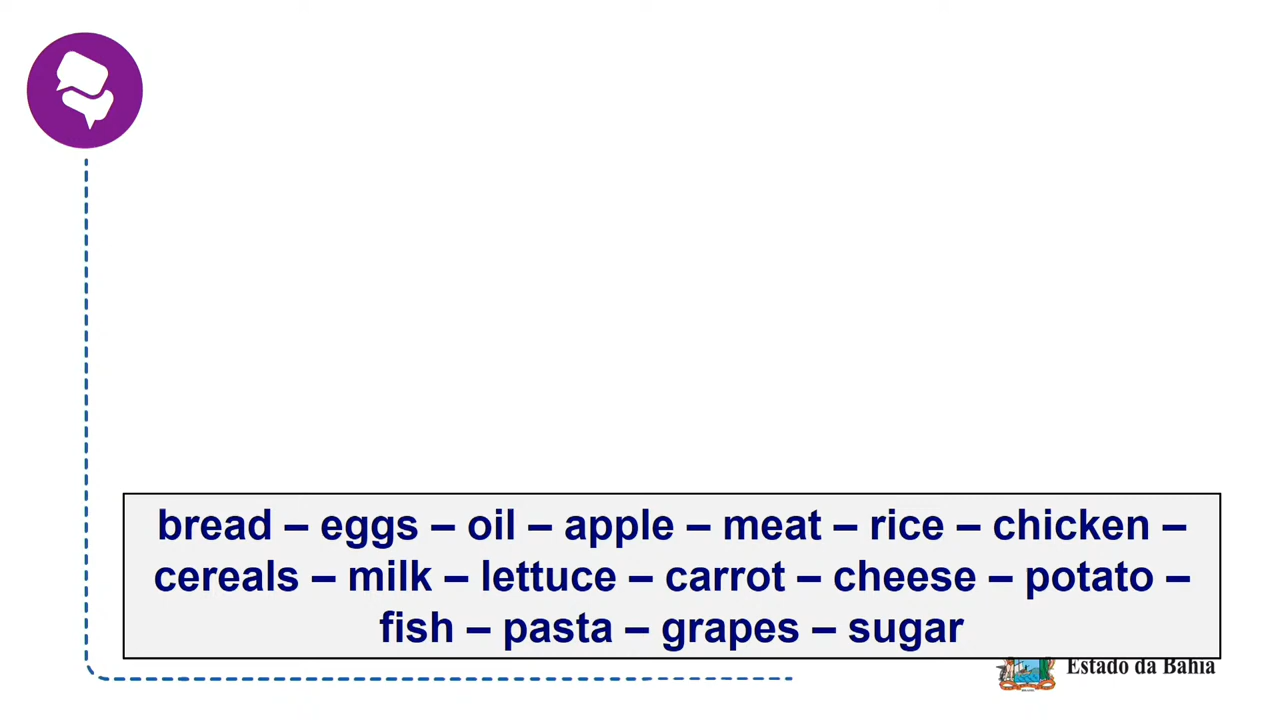 bread – eggs – oil – apple – meat – rice – chicken –
cereals – milk – lettuce – carrot – cheese – potato –
fish – pasta – grapes – sugar
Estado da Bahia